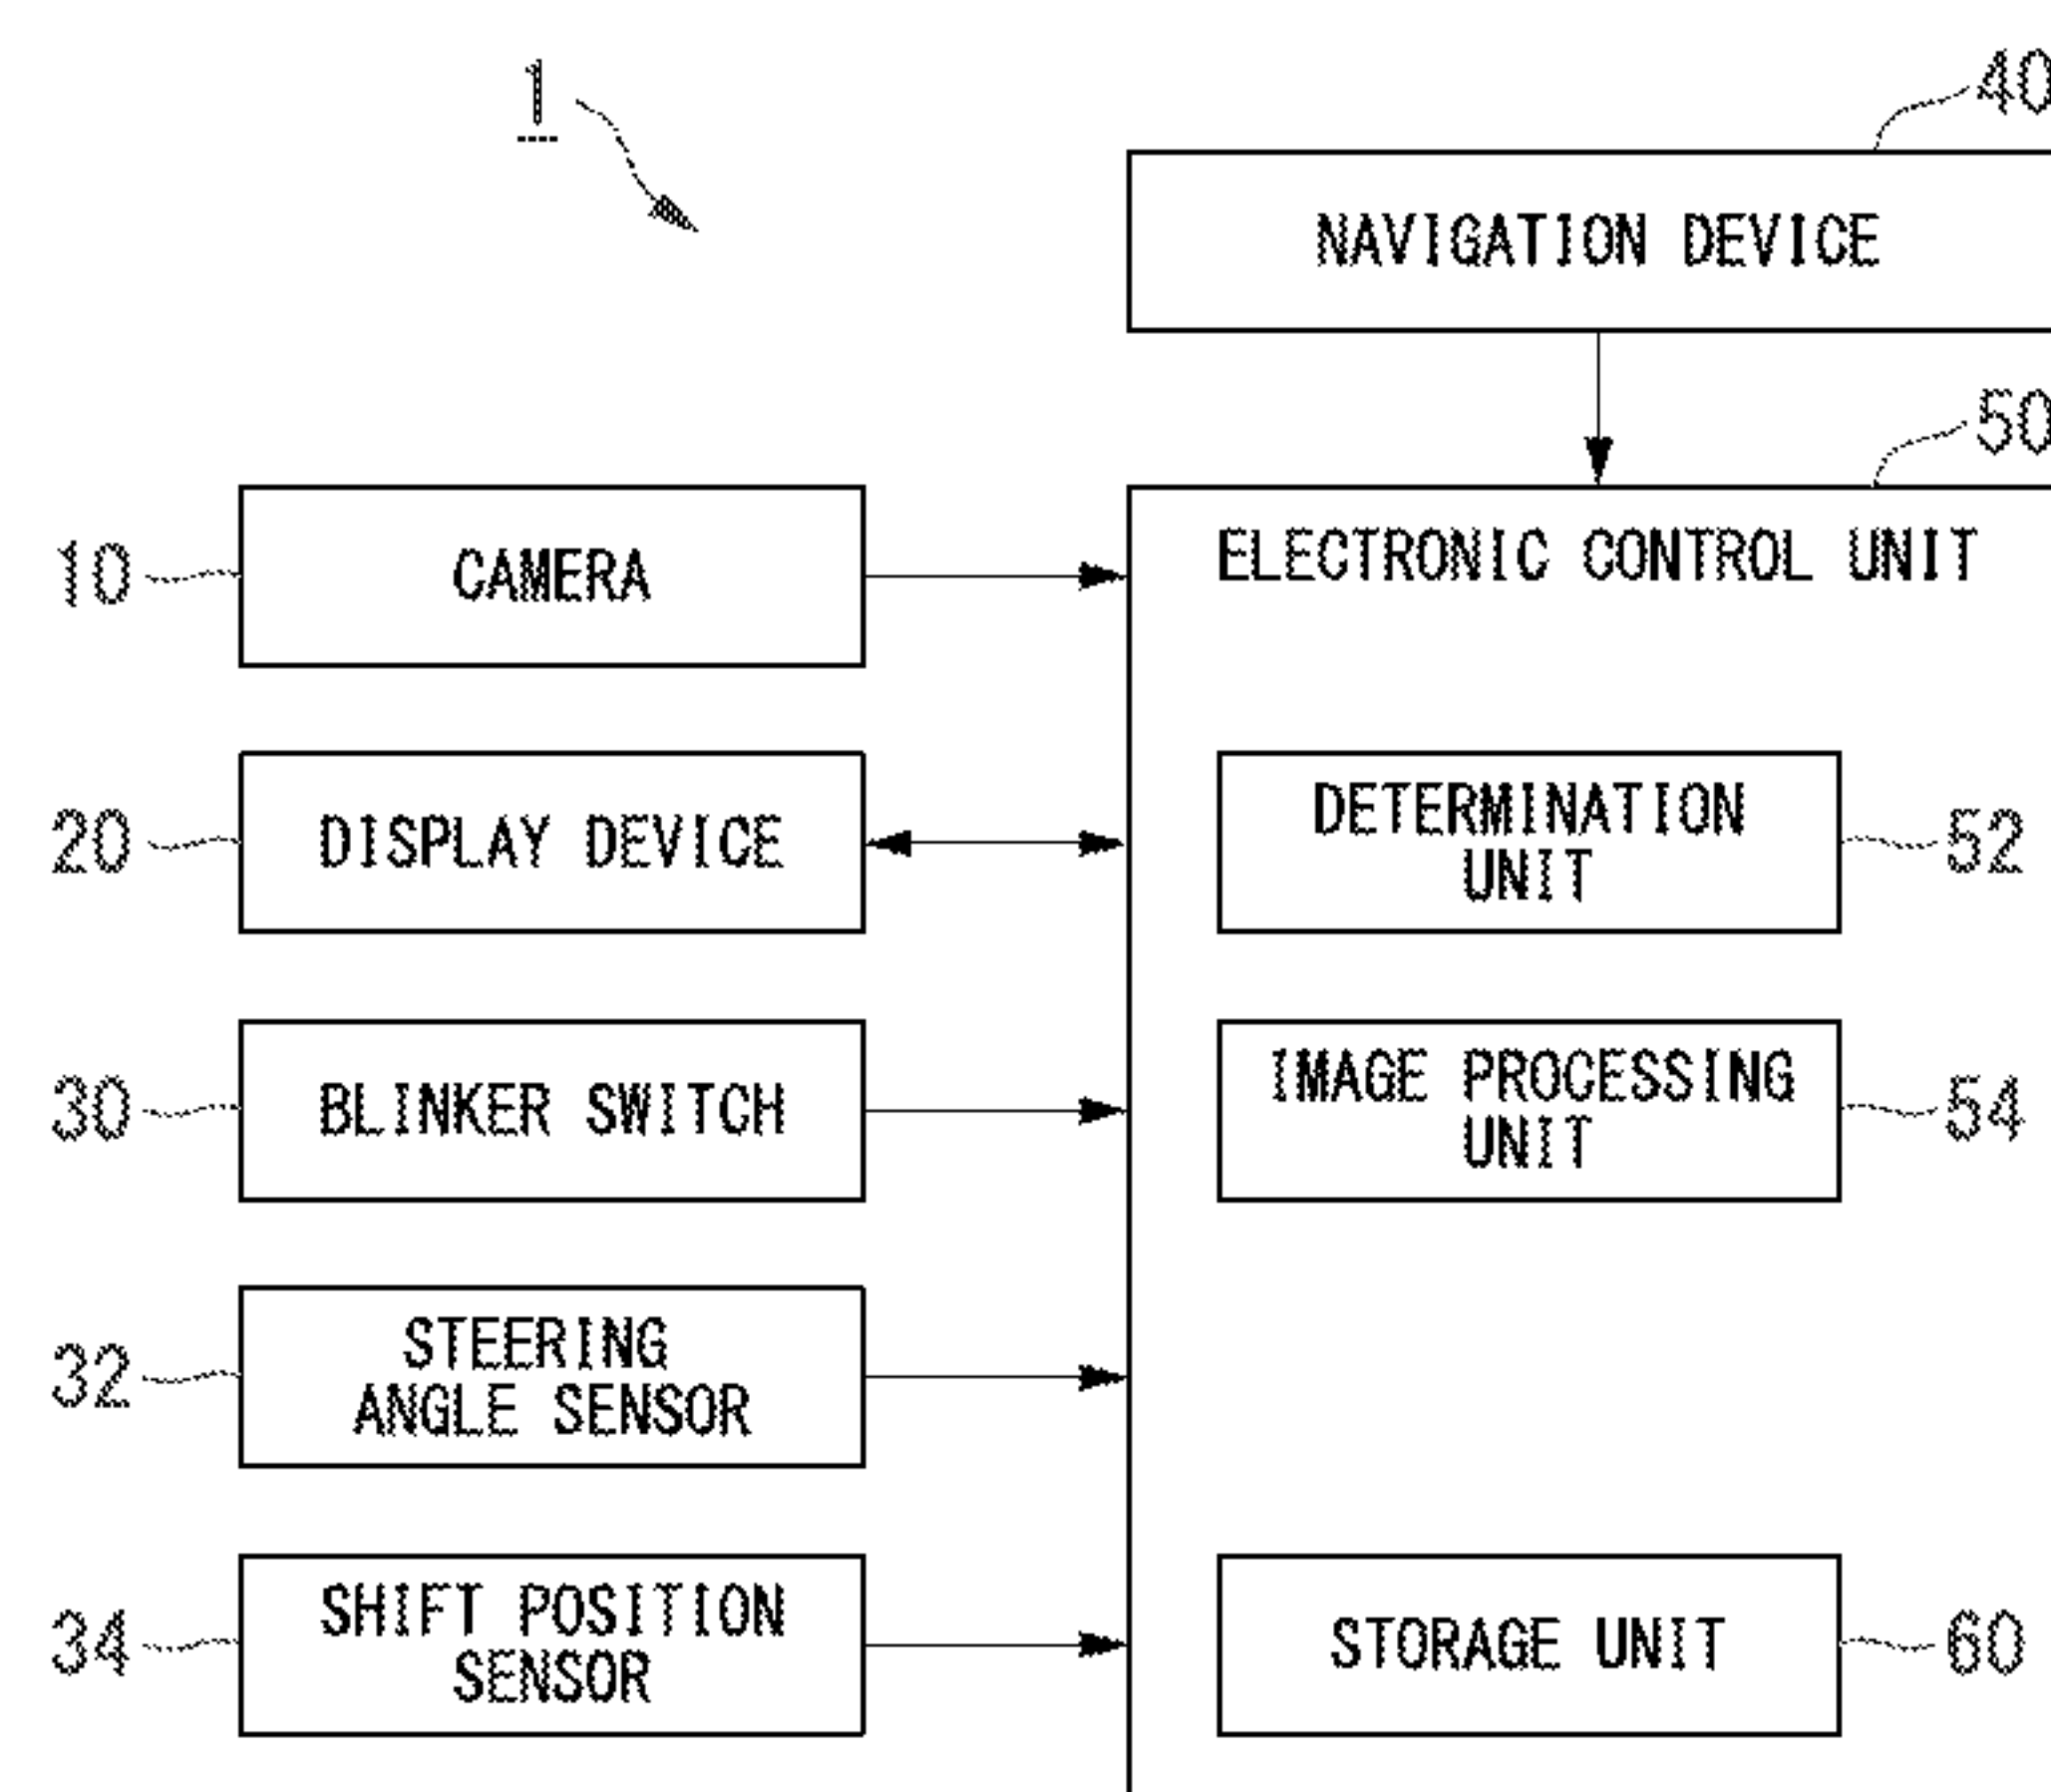 1
40
NAVIGATION DEVICE
50
ELECTRONIC CONTROL UNIT
10
CAMERA
20
DISPLAY DEVICE
DETERMINATION
UNIT
52
30
BLINKER SWITCH
IMAGE PROCESSING
UNIT
54
32
STEERING
ANGLE SENSOR
34
SHIFT POSITION
SENSOR
STORAGE UNIT
60